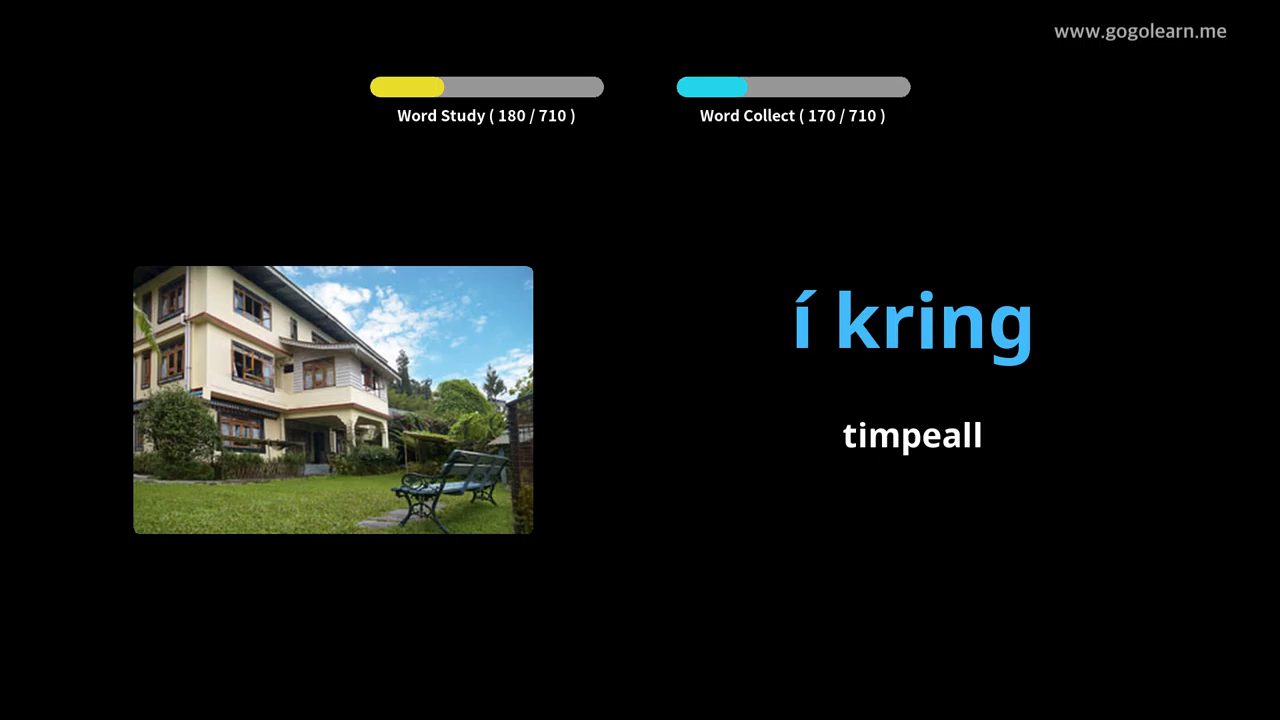 www.gogolearn.me
Word Study ( 180 / 710 )
Word Collect ( 170 / 710 )
í kring
timpeall